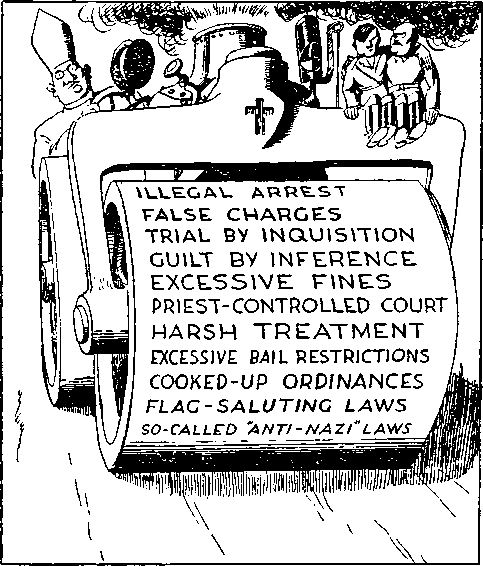 ILLEGAL ARREST
FALSE CHARGES
TRIAL BY INQUISITION
GUILT BY INFERENCE
EXCESSIVE FINES
PRIEST-CONTROLLED COURT
HARSH TREATMENT
EXCESSIVE BAIL RESTRICTIONS
COOKED-UP ORDINANCES
FLAG-SALUTING LAWS
SO-CALLED "ANTI-NAZI" LAWS